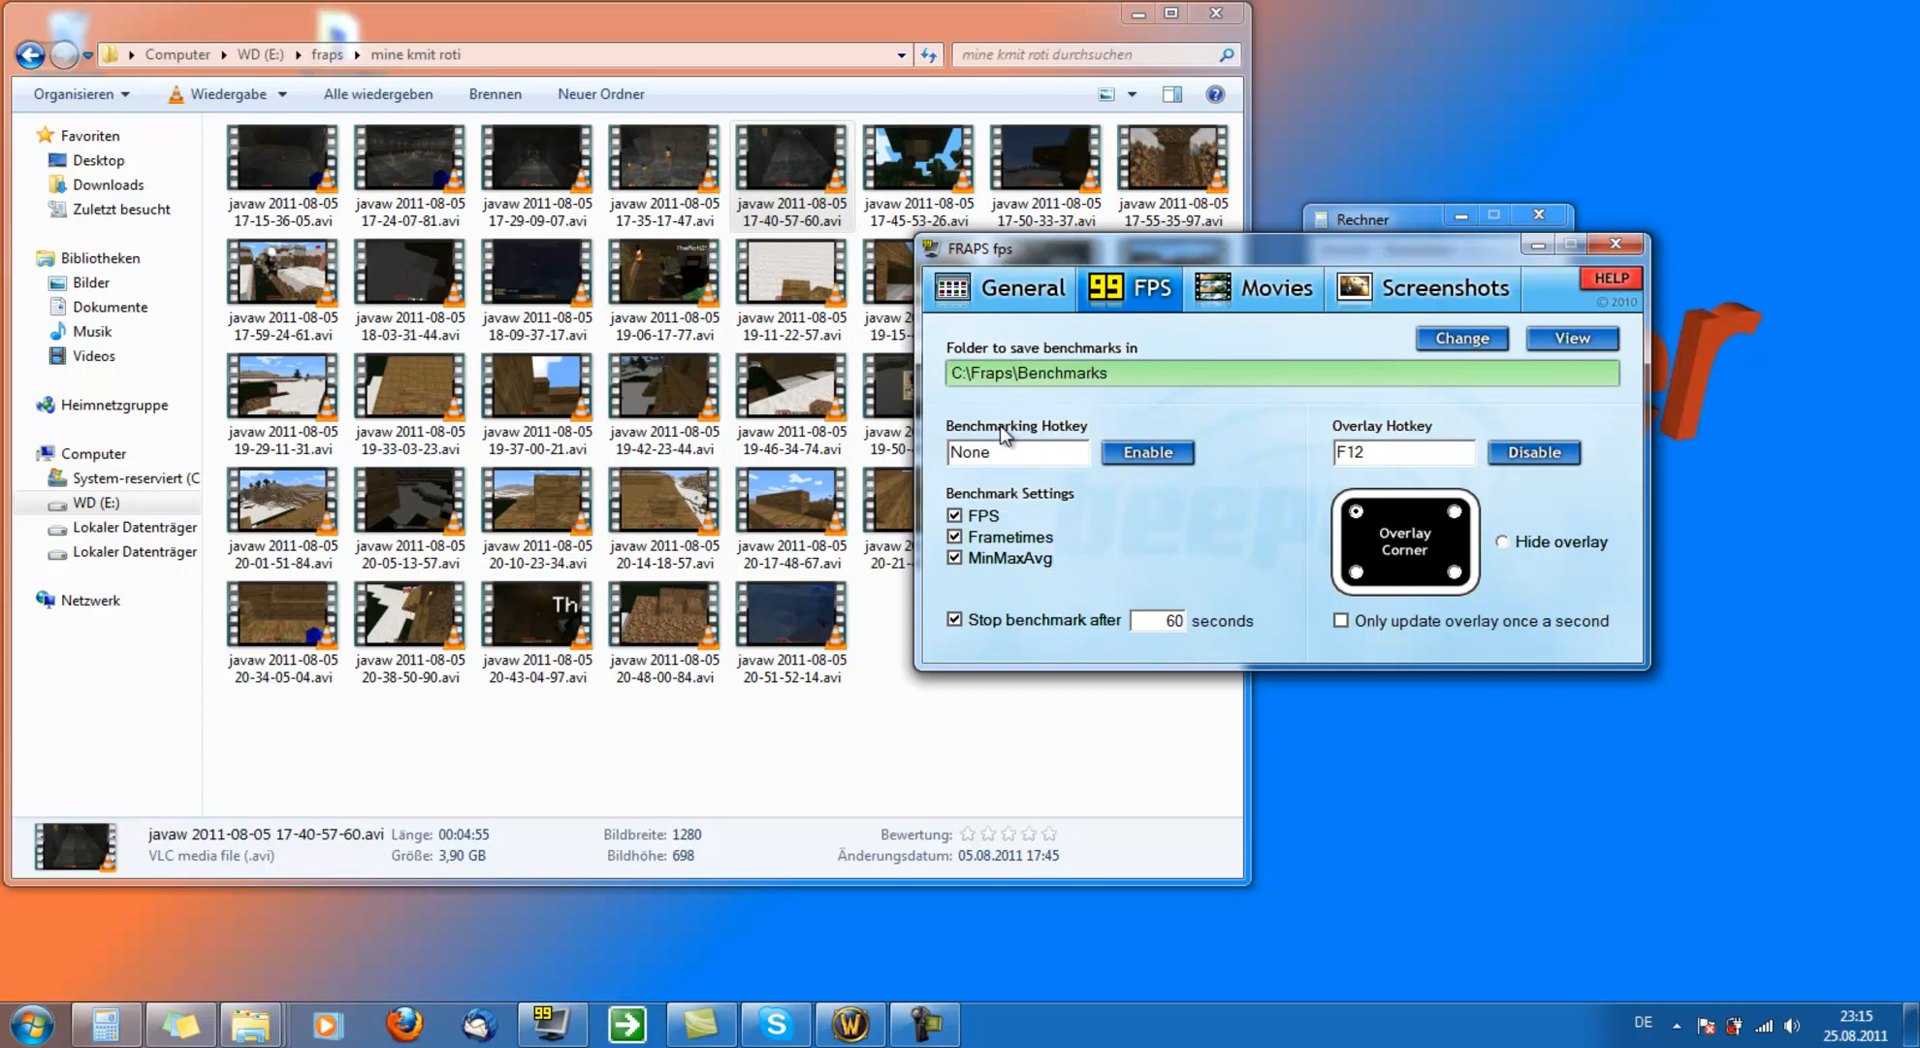 Computer WD (E:) fraps mine kmit roti
mine kmit roti durchsuchen
Organisieren Wiedergabe Alle wiedergeben Brennen Neuer Ordner
Favoriten
Desktop
Downloads
Zuletzt besucht
Bibliotheken
Bilder
Dokumente
Musik
Videos
Heimnetzgruppe
Computer
System-reserviert (C
WD (E:)
Lokaler Datenträger
Lokaler Datenträger
Netzwerk
javaw 2011-08-05 javaw 2011-08-05 javaw 2011-08-05 javaw 2011-08-05 javaw 2011-08-05 javaw 2011-08-05 javaw 2011-08-05 javaw 2011-08-05
17-15-36-05.avi 17-24-07-81.avi 17-29-09-07.avi 17-35-17-47.avi 17-40-57-60.avi 17-45-53-26.avi 17-50-33-37.avi 17-55-35-97.avi
javaw 2011-08-05 javaw 2011-08-05 javaw 2011-08-05 javaw 2011-08-05 javaw 2011-08-05 javaw
17-59-24-61.avi 18-03-31-44.avi 18-09-37-17.avi 19-06-17-77.avi 19-11-22-57.avi 19-15-
javaw 2011-08-05 javaw 2011-08-05 javaw 2011-08-05 javaw 2011-08-05 javaw 2011-08-05 javaw
19-29-11-31.avi 19-33-03-23.avi 19-37-00-21.avi 19-42-23-44.avi 19-46-34-74.avi 19-50-
javaw 2011-08-05 javaw 2011-08-05 javaw 2011-08-05 javaw 2011-08-05 javaw 2011-08-05 javaw
20-01-51-84.avi 20-05-13-57.avi 20-10-23-34.avi 20-14-18-57.avi 20-17-48-67.avi 20-21-
Th
javaw 2011-08-05 javaw 2011-08-05 javaw 2011-08-05 javaw 2011-08-05 javaw 2011-08-05
20-34-05-04.avi 20-38-50-90.avi 20-43-04-97.avi 20-48-00-84.avi 20-51-52-14.avi
javaw 2011-08-05 17-40-57-60.avi Länge: 00:04:55 Bildbreite: 1280 Bewertung:
VLC media file (.avi) Größe: 3,90 GB Bildhöhe: 698 Änderungsdatum: 05.08.2011 17:45
Rechner
FRAPS fps
General 99 FPS Movies Screenshots HELP
© 2010
Folder to save benchmarks in Change View
C:\Fraps\Benchmarks
Benchmarking Hotkey Overlay Hotkey
None Enable F12 Disable
Benchmark Settings
FPS
Frametimes
MinMaxAvg
Overlay
Corner
Hide overlay
Stop benchmark after 60 seconds
Only update overlay once a second
99
DE
23:15
25.08.2011